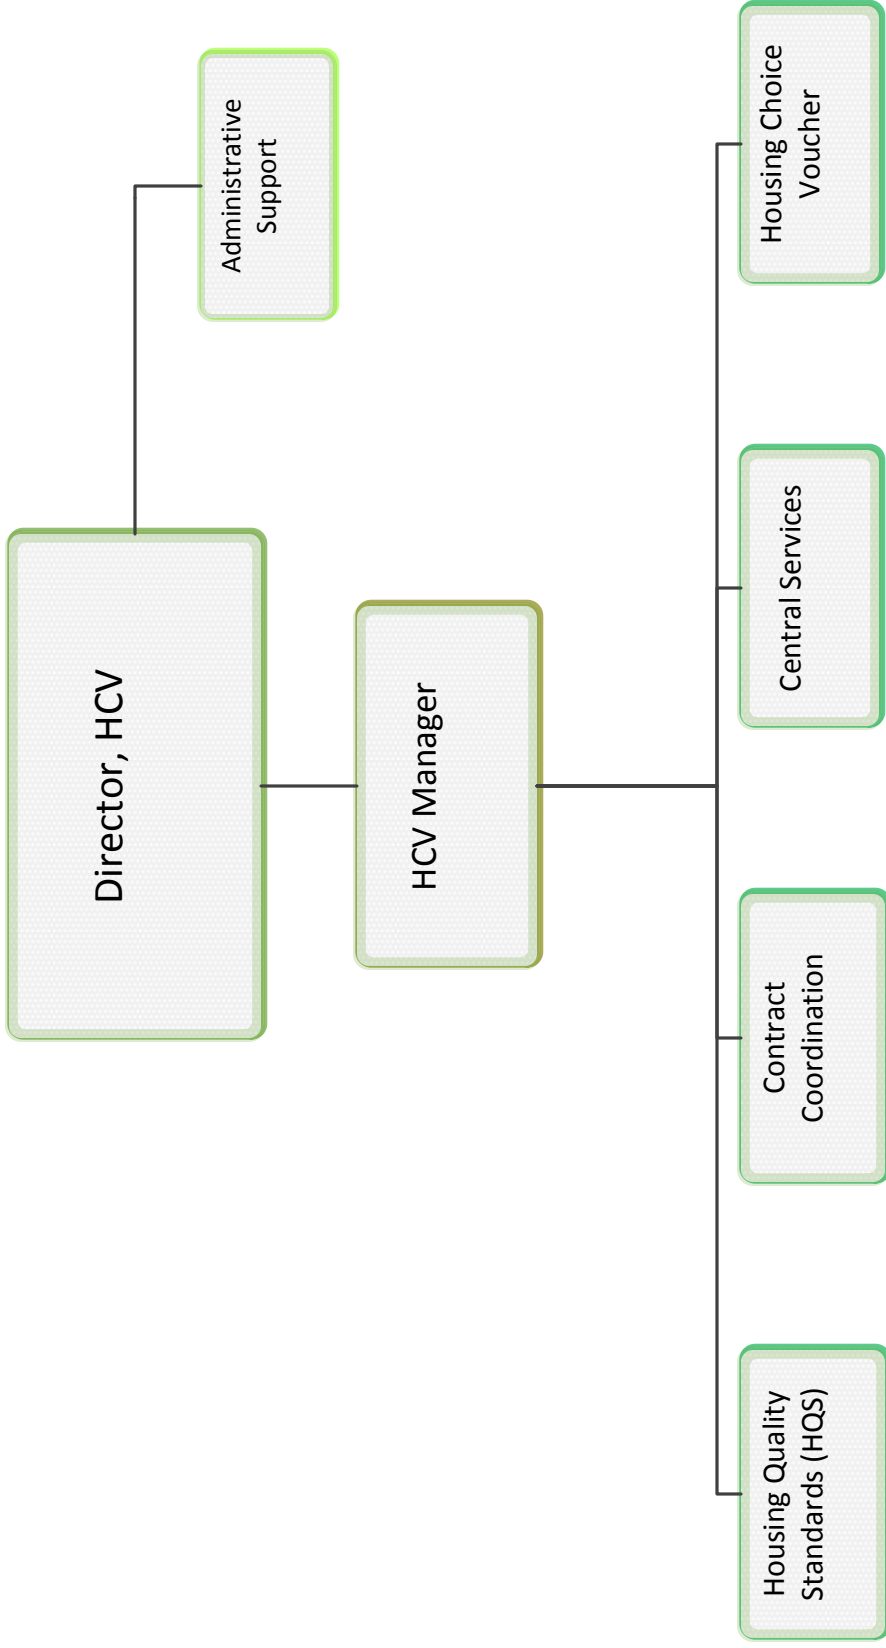 Director, HCV
Administrative
Support
HCV Manager
Housing Quality
Standards (HQS)
Contract
Coordination
Central Services
Housing Choice
Voucher